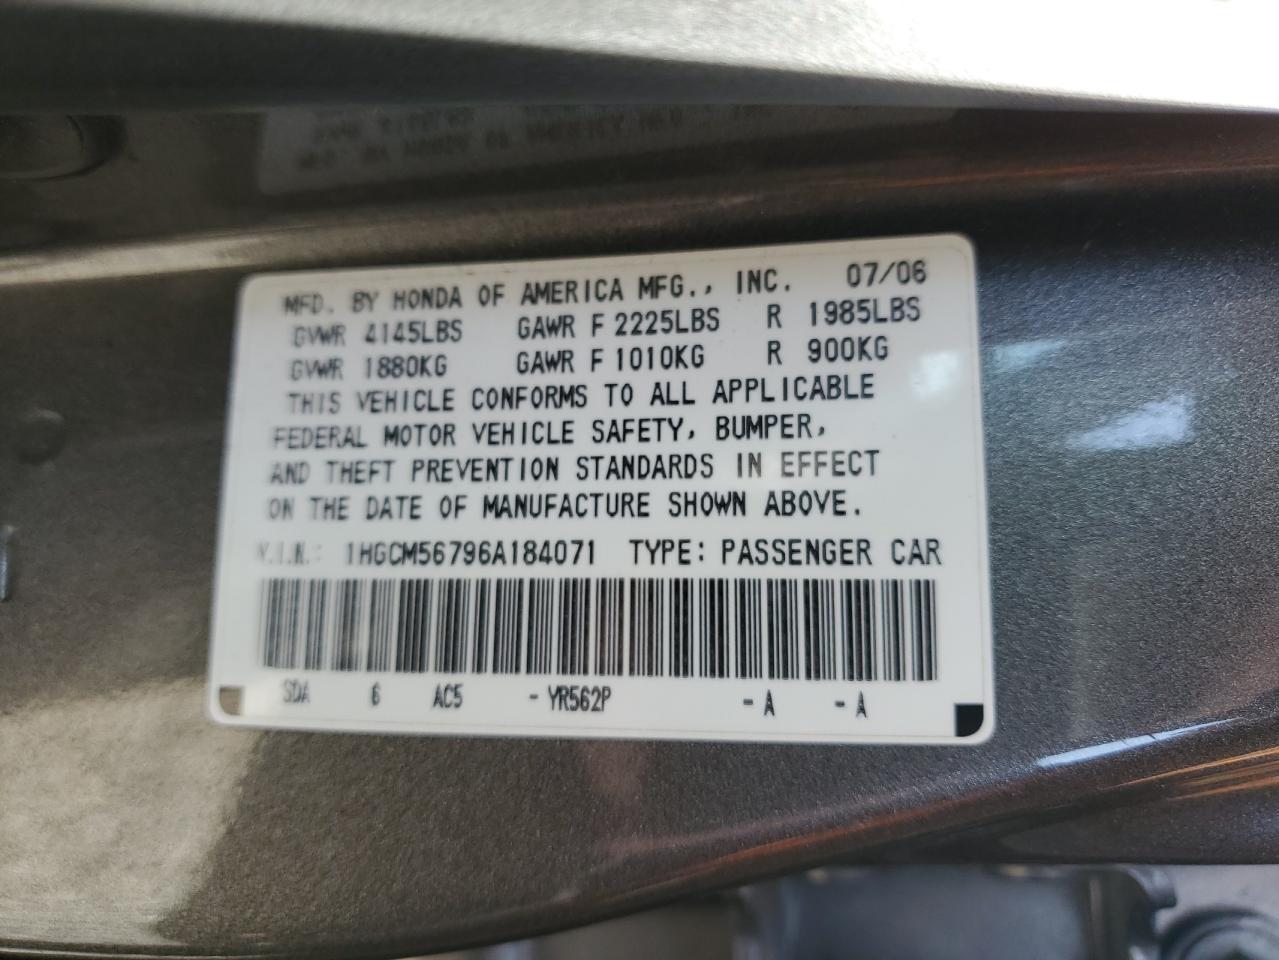 MFD. BY HONDA OF AMERICA MFG., INC. 07/06
GVWR 4145LBS GAWR F 2225LBS R 1985LBS
GVWR 1880KG GAWR F 1010KG R 900KG
THIS VEHICLE CONFORMS TO ALL APPLICABLE
FEDERAL MOTOR VEHICLE SAFETY, BUMPER,
AND THEFT PREVENTION STANDARDS IN EFFECT
ON THE DATE OF MANUFACTURE SHOWN ABOVE.
V.I.N.: 1HGCM56796A184071 TYPE: PASSENGER CAR
SDA 6 AC5 - YR562P - A - A